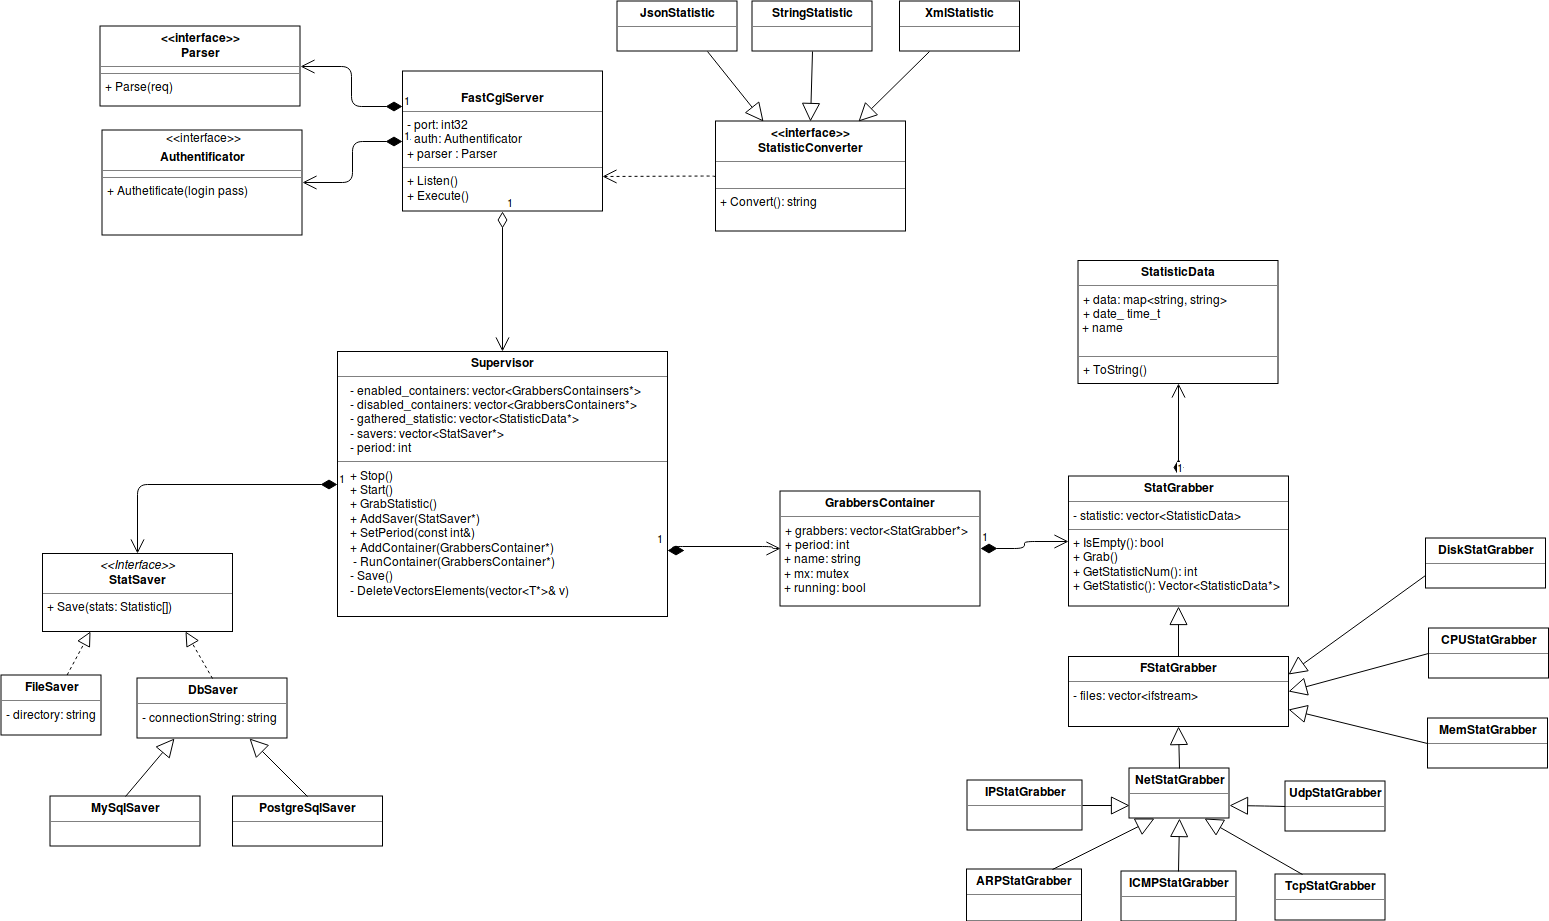 JsonStatistic
StringStatistic
XmlStatistic
<<interface>>
Parser
+ Parse(req)
<<interface>>
Authentificator
+ Authetificate(login pass)
1
1
FastCgiServer
- port: int32
auth: Authentificator
+ parser : Parser
+ Listen()
+ Execute()
1
<<interface>>
StatisticConverter
+ Convert(): string
StatisticData
+ data: map<string, string>
+ date_ time_t
+ name
+ ToString()
Supervisor
- enabled_containers: vector<GrabbersContainsers*>
- disabled_containers: vector<GrabbersContainers*>
- gathered_statistic: vector<StatisticData*>
- savers: vector<StatSaver*>
- period: int
1
+ Stop()
+ Start()
+ GrabStatistic()
+ AddSaver(StatSaver*)
+ SetPeriod(const int&)
+ AddContainer(GrabbersContainer*)
- RunContainer(GrabbersContainer*)
- Save()
- DeleteVectorsElements(vector<T*>& v)
1
GrabbersContainer
+ grabbers: vector<StatGrabber*>
+ period: int
+ name: string
+ mx: mutex
+ running: bool
1
1
StatGrabber
- statistic: vector<StatisticData>
+ IsEmpty(): bool
+ Grab()
+ GetStatisticNum(): int
+ GetStatistic(): Vector<StatisticData*>
<<Interface>>
StatSaver
+ Save(stats: Statistic[])
FileSaver
- directory: string
DbSaver
- connectionString: string
MySqlSaver
PostgreSqlSaver
FStatGrabber
- files: vector<ifstream>
DiskStatGrabber
CPUStatGrabber
MemStatGrabber
NetStatGrabber
IPStatGrabber
UdpStatGrabber
ARPStatGrabber
ICMPStatGrabber
TcpStatGrabber